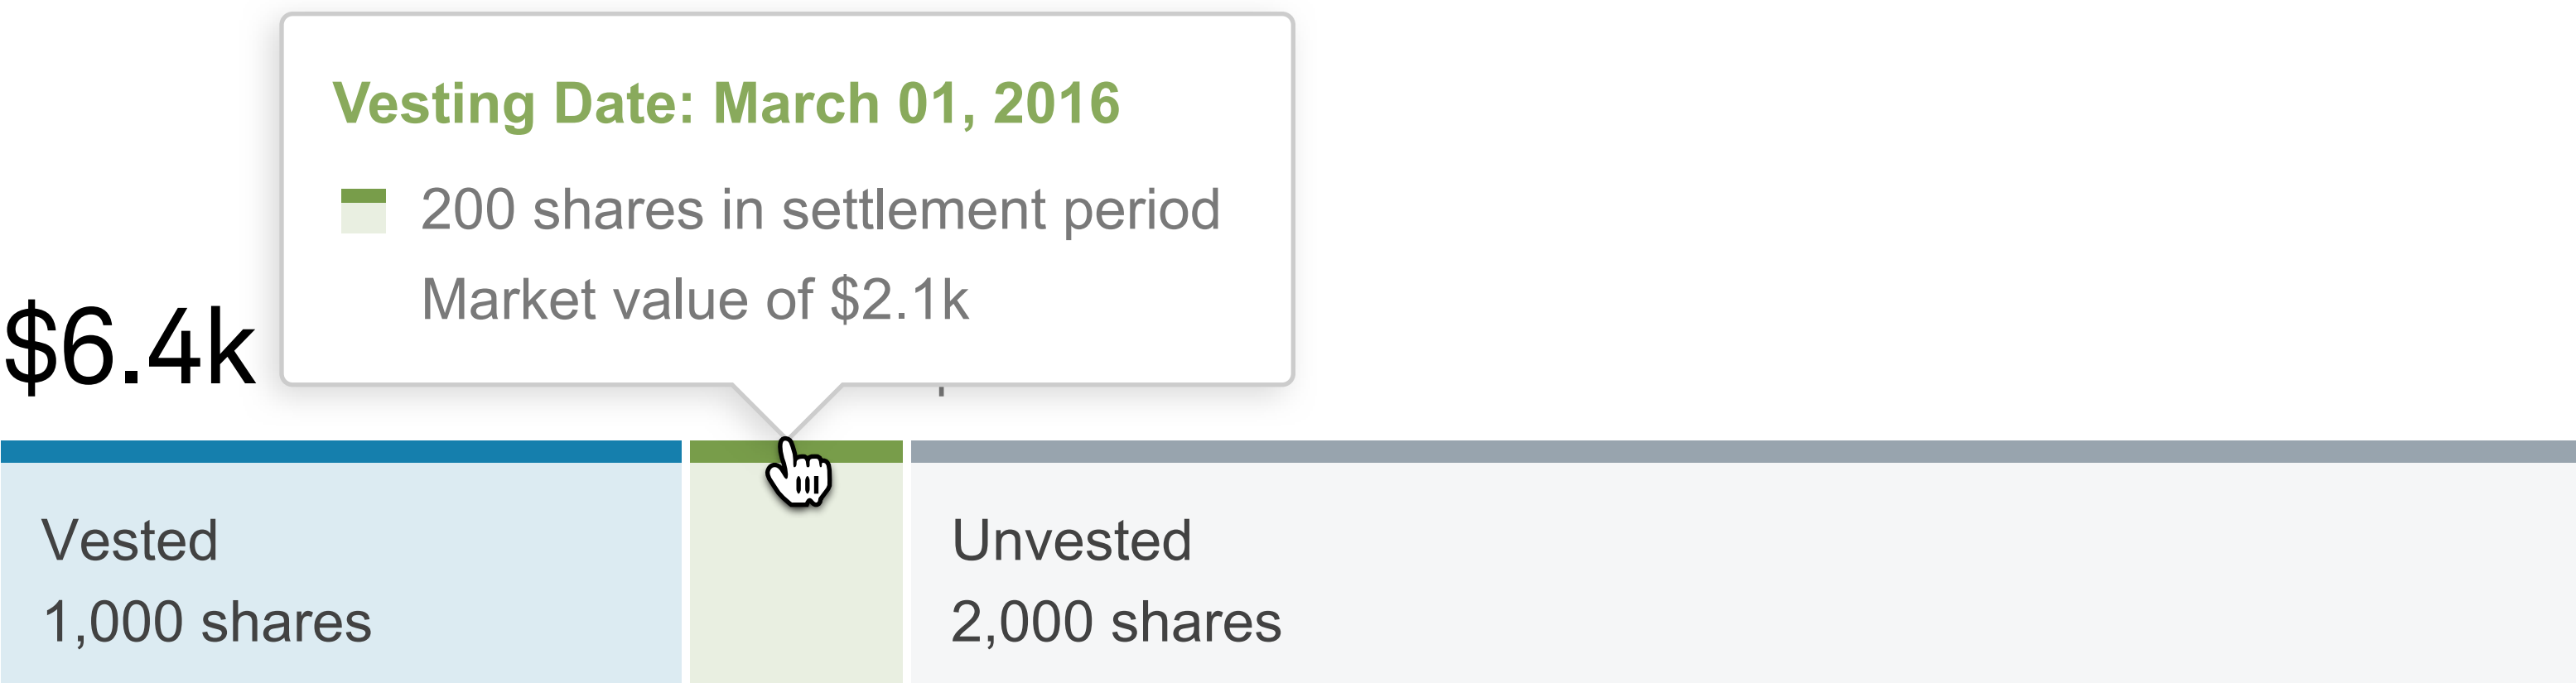 Vesting Date: March 01, 2016
200 shares in settlement period
Market value of $2.1k
$6.4k
Vested
1,000 shares
Unvested
2,000 shares